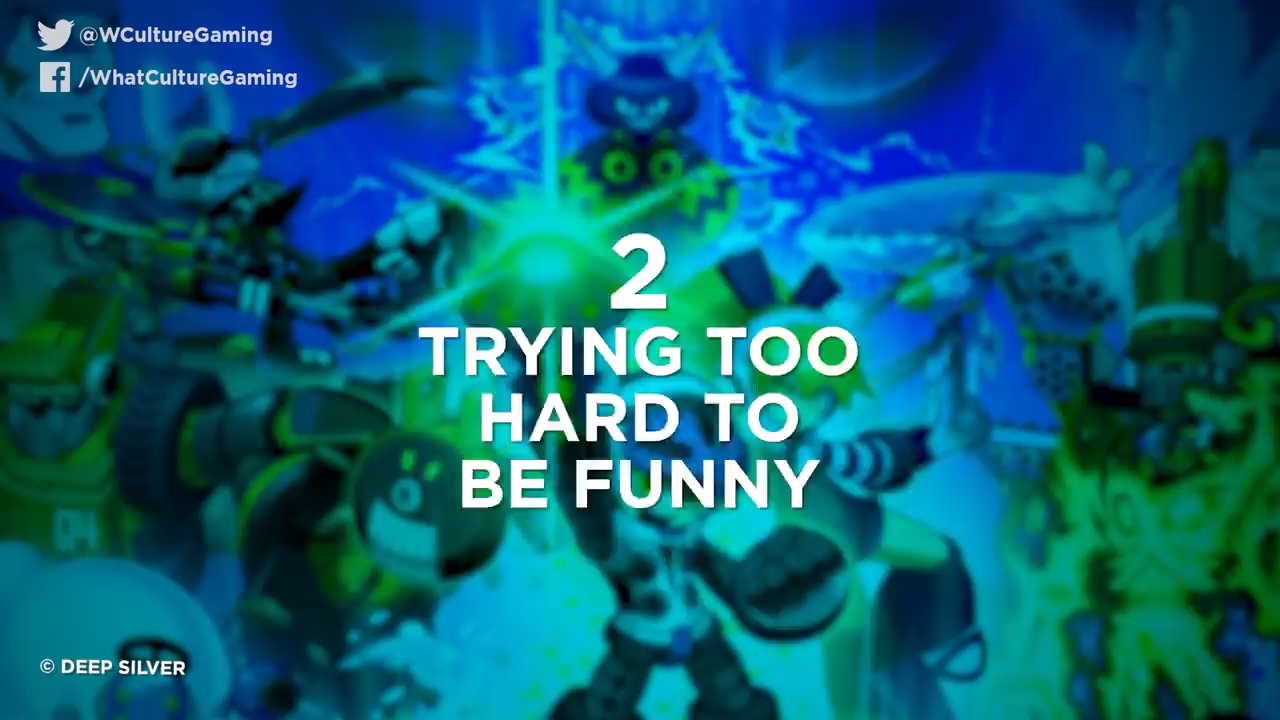 @WCultureGaming
/WhatCultureGaming
2
TRYING TOO
HARD TO
BE FUNNY
© DEEP SILVER